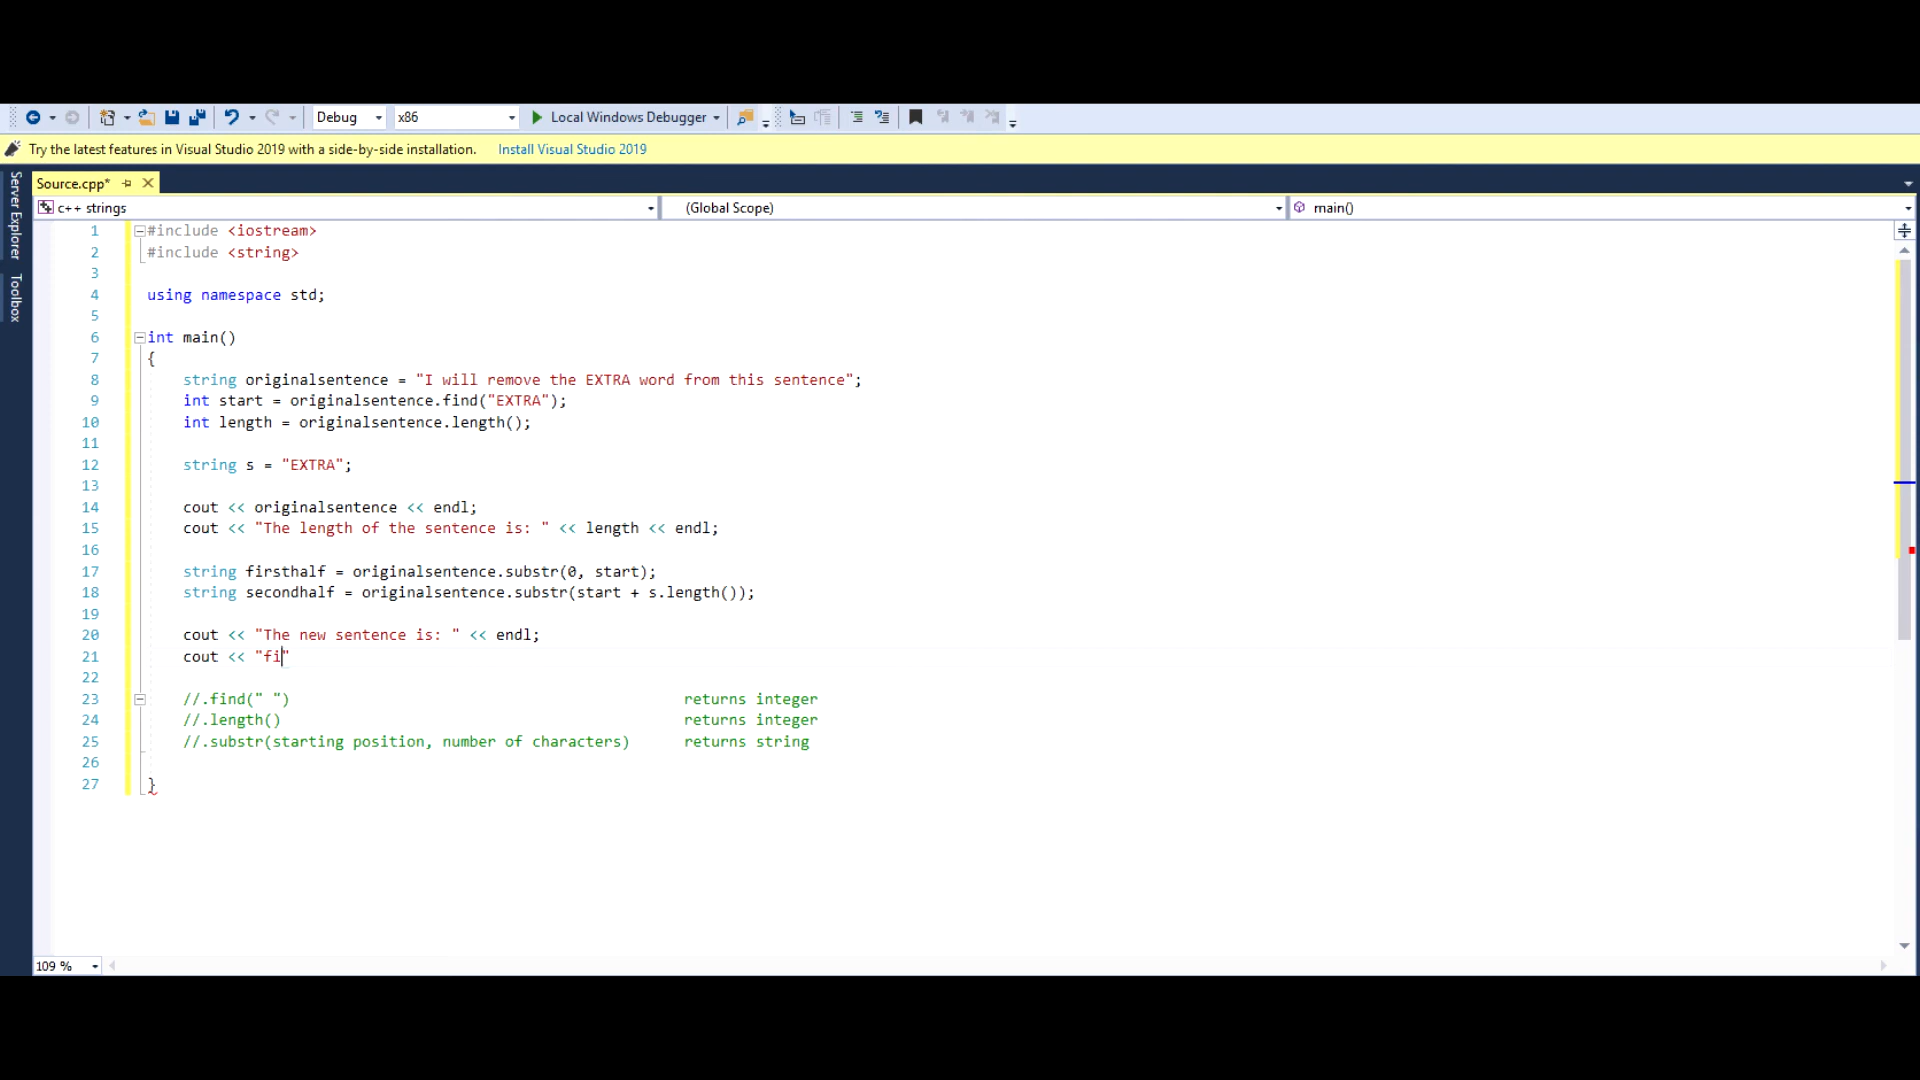 Debug x86 Local Windows Debugger
Try the latest features in Visual Studio 2019 with a side-by-side installation. Install Visual Studio 2019
Server Explorer
Toolbox
Source.cpp*
c++ strings (Global Scope) main()
1 #include <iostream>
2 #include <string>
3
4 using namespace std;
5
6 int main()
7 {
8 string originalsentence = "I will remove the EXTRA word from this sentence";
9 int start = originalsentence.find("EXTRA");
10 int length = originalsentence.length();
11
12 string s = "EXTRA";
13
14 cout << originalsentence << endl;
15 cout << "The length of the sentence is: " << length << endl;
16
17 string firsthalf = originalsentence.substr(0, start);
18 string secondhalf = originalsentence.substr(start + s.length());
19
20 cout << "The new sentence is: " << endl;
21 cout << "fi"
22
23 //.find(" ") returns integer
24 //.length() returns integer
25 //.substr(starting position, number of characters) returns string
26
27 }
109 %